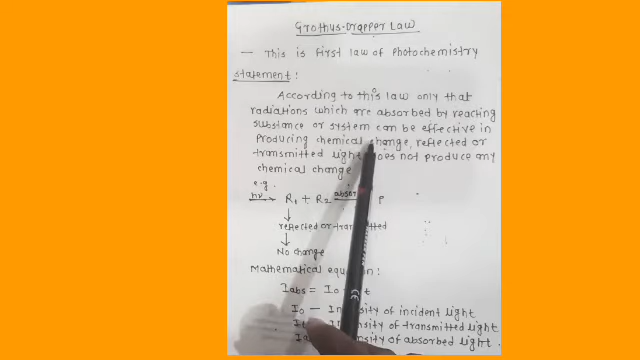 Grothus-Drapper Law
— This is first law of Photochemistry
statement:
According to this law only that
radiations which are absorbed by reacting
substance or system can be effective in
Producing chemical change, reflected or
transmitted light does not produce any
chemical change
e.g.
hν R1 + R2 P
reflected or transmitted
No change
Mathematical equation:
Iabs = I0 t
I0 — Intensity of incident light
It Intensity of transmitted light
Intensity of absorbed light.